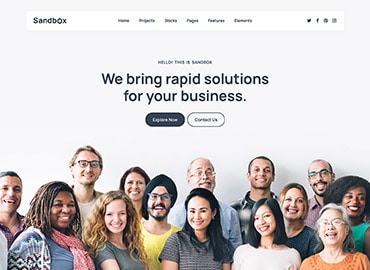 Sandbox
Home Projects Stocks Pages Features Elements
HELLO! THIS IS SANDBOX
We bring rapid solutions
for your business.
Explore Now Contact Us